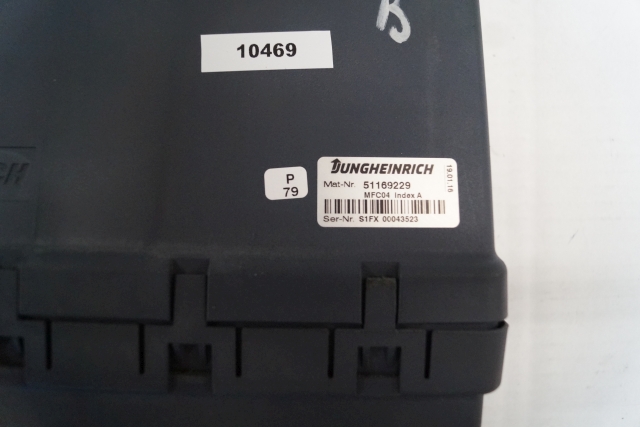 B
10469
JUNGHEINRICH
19.01.16
P
79
Mat-Nr. 51169229
MFC04 Index A
Ser-Nr. S1FX 00043523